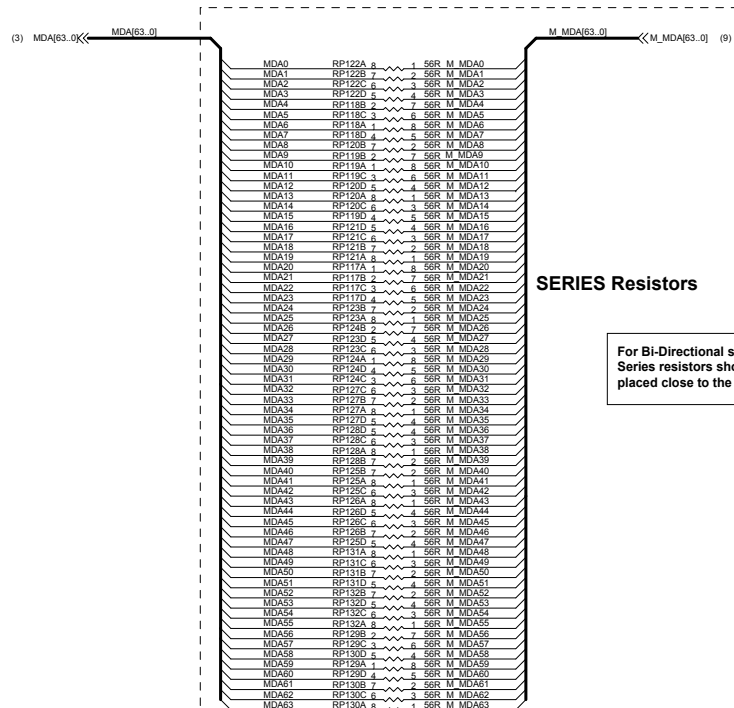 (3) MDA[63..0] MDA[63..0] M_MDA[63..0] M_MDA[63..0] (9)
MDA0 RP122A 8 1 56R M_MDA0
MDA1 RP122B 7 2 56R M_MDA1
MDA2 RP122C 6 3 56R M_MDA2
MDA3 RP122D 5 4 56R M_MDA3
MDA4 RP118B 2 7 56R M_MDA4
MDA5 RP118C 3 6 56R M_MDA5
MDA6 RP118A 1 8 56R M_MDA6
MDA7 RP118D 4 5 56R M_MDA7
MDA8 RP120B 7 2 56R M_MDA8
MDA9 RP119B 2 7 56R M_MDA9
MDA10 RP119A 1 8 56R M_MDA10
MDA11 RP119C 3 6 56R M_MDA11
MDA12 RP120D 5 4 56R M_MDA12
MDA13 RP120A 8 1 56R M_MDA13
MDA14 RP120C 6 3 56R M_MDA14
MDA15 RP119D 4 5 56R M_MDA15
MDA16 RP121D 5 4 56R M_MDA16
MDA17 RP121C 6 3 56R M_MDA17
MDA18 RP121B 7 2 56R M_MDA18
MDA19 RP121A 8 1 56R M_MDA19
MDA20 RP117A 1 8 56R M_MDA20
MDA21 RP117B 2 7 56R M_MDA21
MDA22 RP117C 3 6 56R M_MDA22
MDA23 RP117D 4 5 56R M_MDA23
MDA24 RP123B 7 2 56R M_MDA24
MDA25 RP123A 8 1 56R M_MDA25
MDA26 RP124B 2 7 56R M_MDA26
MDA27 RP123D 5 4 56R M_MDA27
MDA28 RP123C 6 3 56R M_MDA28
MDA29 RP124A 1 8 56R M_MDA29
MDA30 RP124D 4 5 56R M_MDA30
MDA31 RP124C 3 6 56R M_MDA31
MDA32 RP127C 6 3 56R M_MDA32
MDA33 RP127B 7 2 56R M_MDA33
MDA34 RP127A 8 1 56R M_MDA34
MDA35 RP127D 5 4 56R M_MDA35
MDA36 RP128D 5 4 56R M_MDA36
MDA37 RP128C 6 3 56R M_MDA37
MDA38 RP128A 8 1 56R M_MDA38
MDA39 RP128B 7 2 56R M_MDA39
MDA40 RP125B 7 2 56R M_MDA40
MDA41 RP125A 8 1 56R M_MDA41
MDA42 RP125C 6 3 56R M_MDA42
MDA43 RP126A 8 1 56R M_MDA43
MDA44 RP126D 5 4 56R M_MDA44
MDA45 RP126C 6 3 56R M_MDA45
MDA46 RP126B 7 2 56R M_MDA46
MDA47 RP125D 5 4 56R M_MDA47
MDA48 RP131A 8 1 56R M_MDA48
MDA49 RP131C 6 3 56R M_MDA49
MDA50 RP131B 7 2 56R M_MDA50
MDA51 RP131D 5 4 56R M_MDA51
MDA52 RP132B 7 2 56R M_MDA52
MDA53 RP132D 5 4 56R M_MDA53
MDA54 RP132C 6 3 56R M_MDA54
MDA55 RP132A 8 1 56R M_MDA55
MDA56 RP129B 2 7 56R M_MDA56
MDA57 RP129C 3 6 56R M_MDA57
MDA58 RP130D 5 4 56R M_MDA58
MDA59 RP129A 1 8 56R M_MDA59
MDA60 RP129D 4 5 56R M_MDA60
MDA61 RP130B 7 2 56R M_MDA61
MDA62 RP130C 6 3 56R M_MDA62
MDA63 RP130A 8 1 56R M_MDA63
SERIES Resistors
For Bi-Directional s
Series resistors sho
placed close to the